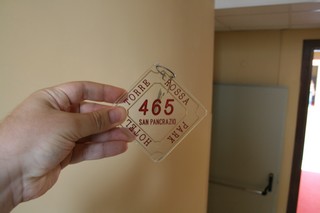 TORRE ROSSA
PARK HOTEL
465
SAN PANCRAZIO